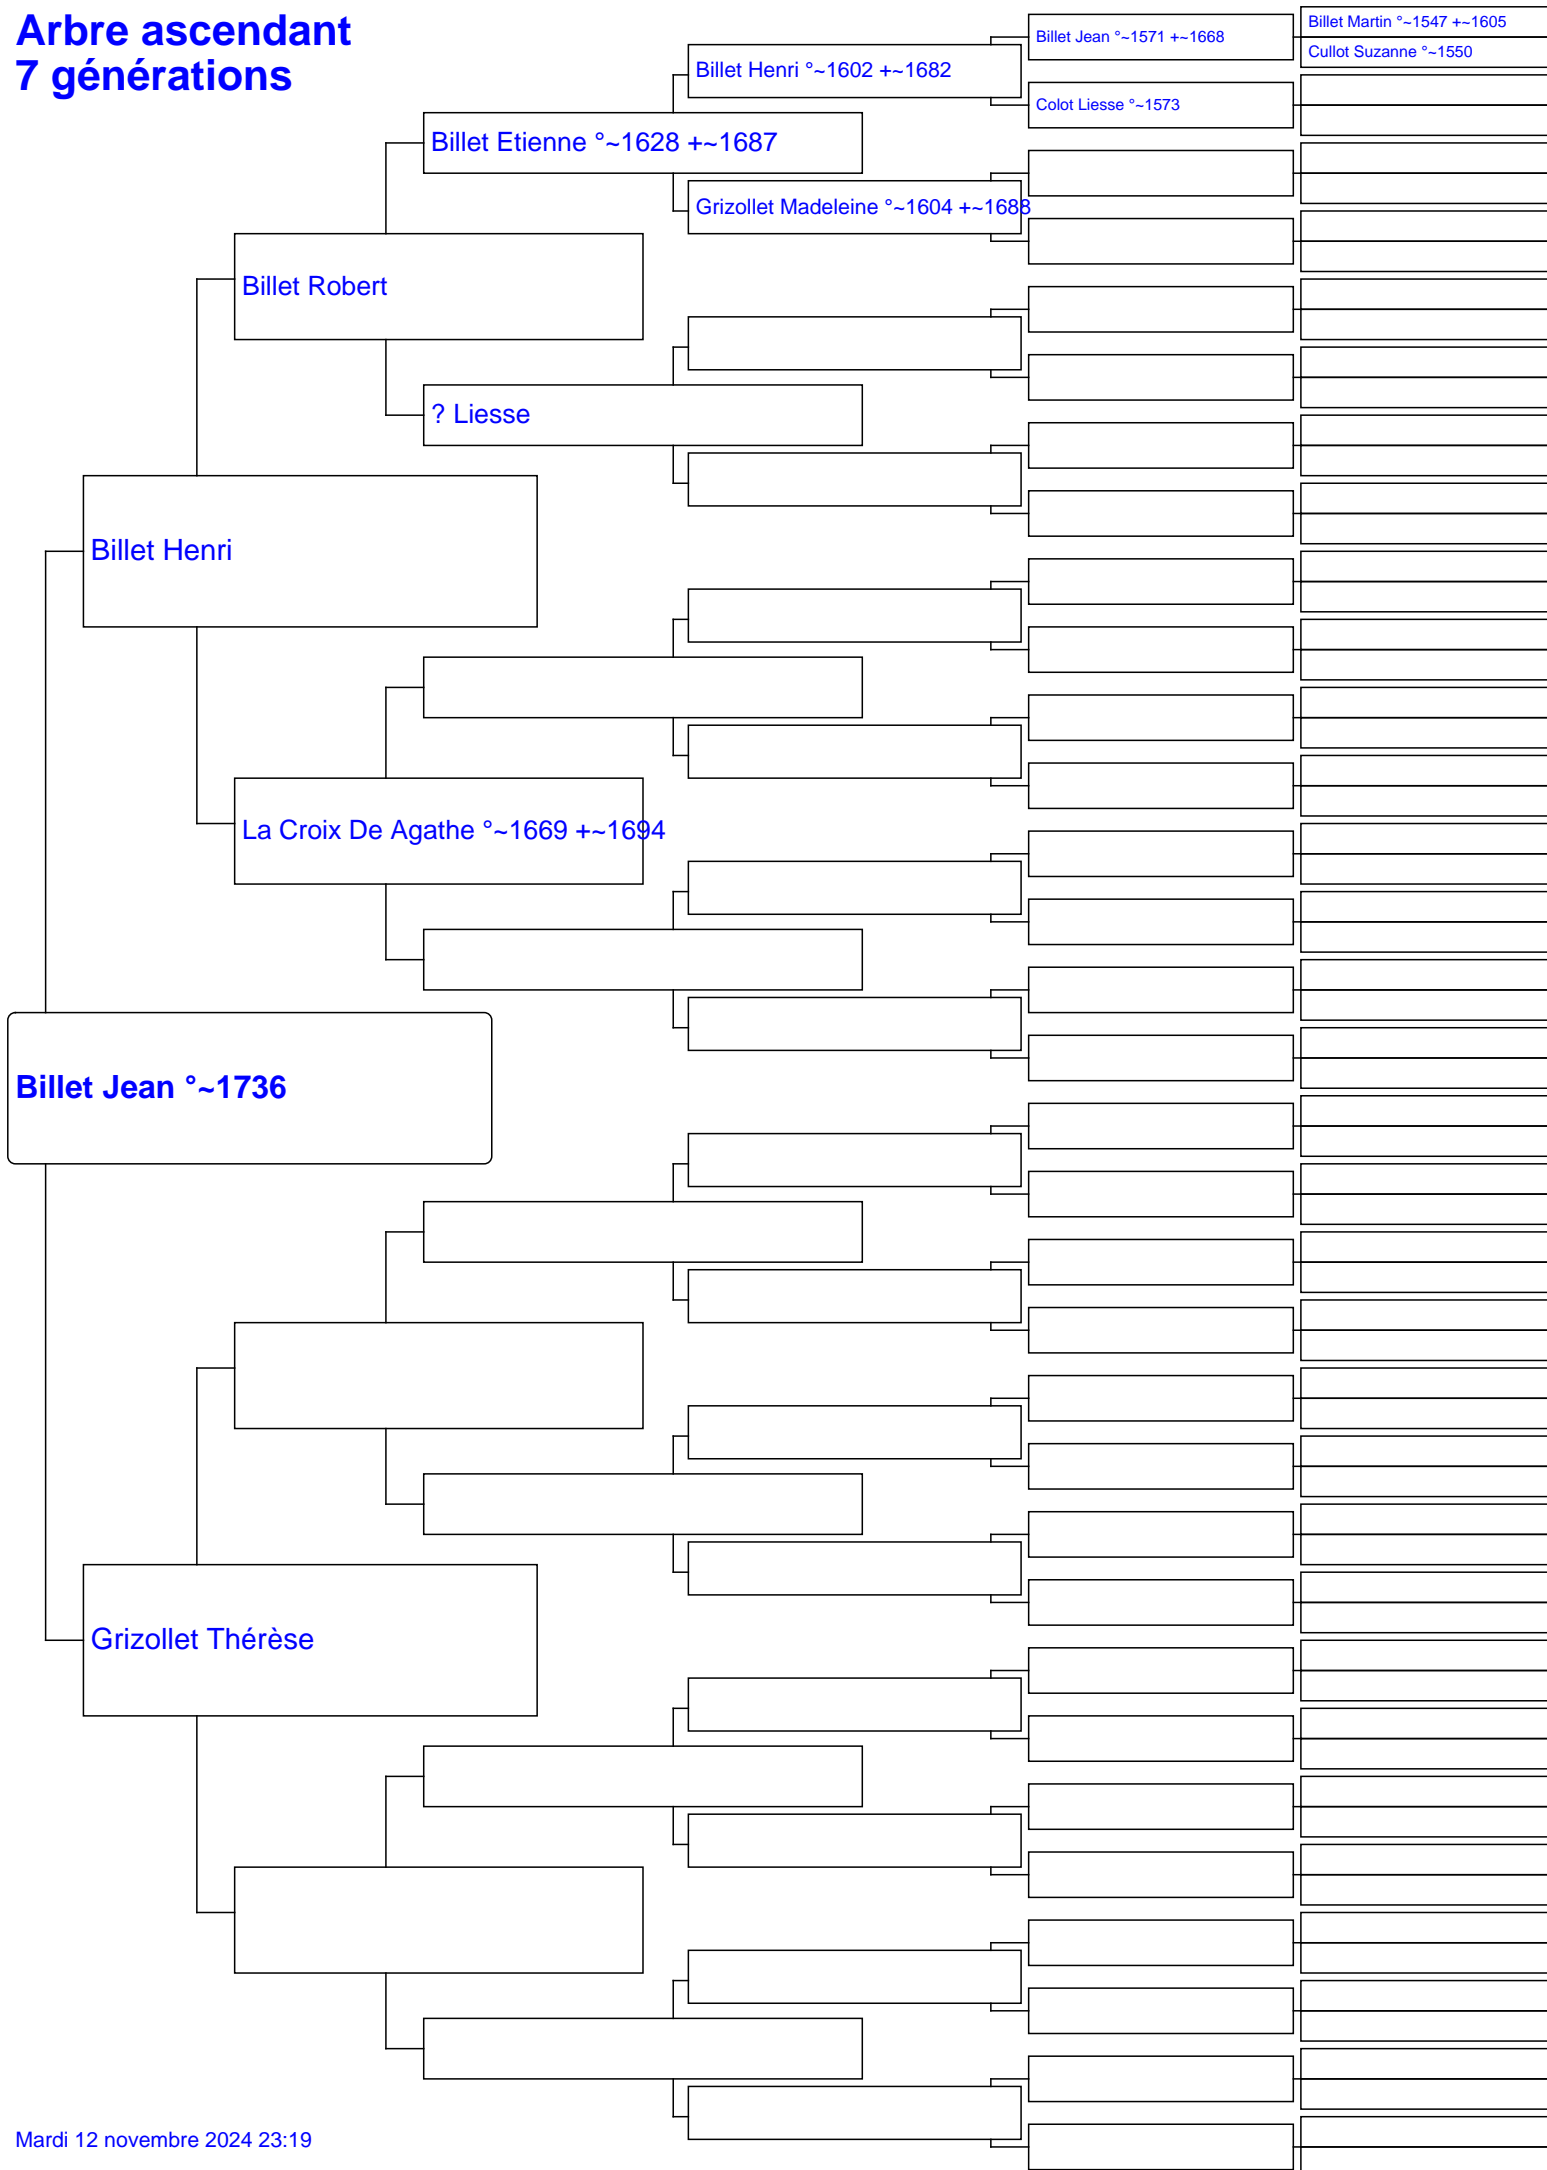 Arbre ascendant
7 générations
Billet Martin °~1547 +~1605
Billet Jean °~1571 +~1668
Cullot Suzanne °~1550
Billet Henri °~1602 +~1682
Colot Liesse °~1573
Billet Etienne °~1628 +~1687
Grizollet Madeleine °~1604 +~1688
Billet Robert
? Liesse
Billet Henri
La Croix De Agathe °~1669 +~1694
Billet Jean °~1736
Grizollet Thérèse
Mardi 12 novembre 2024 23:19